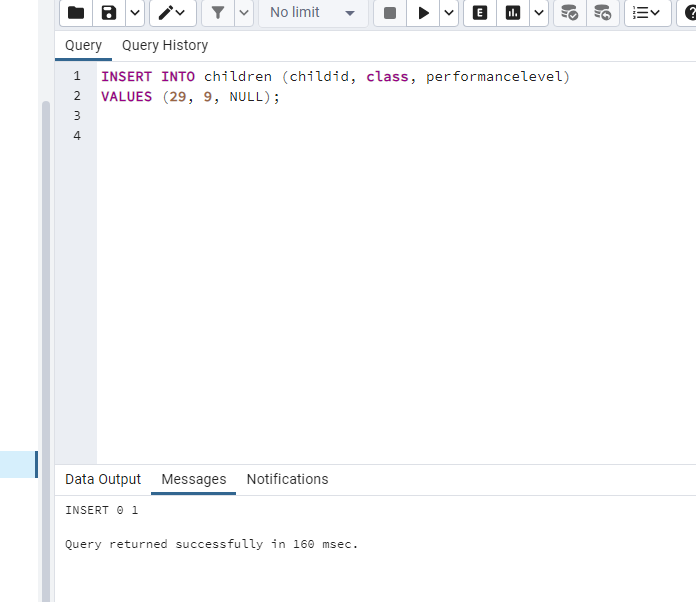 No limit
E
Query Query History
1 INSERT INTO children (childid, class, performancelevel)
2 VALUES (29, 9, NULL);
3
4
Data Output Messages Notifications
INSERT 0 1
Query returned successfully in 160 msec.